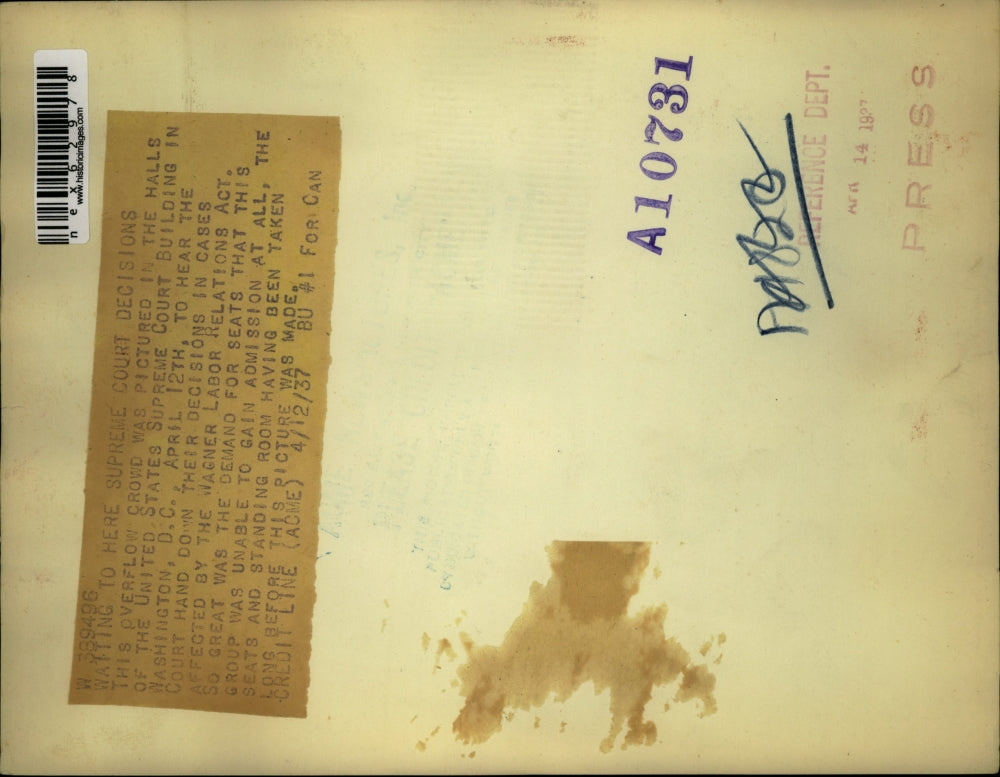 W 389496
WAITING TO HERE SUPREME COURT DECISIONS
THIS OVERFLOW CROWD WAS PICTURED IN THE HALLS
OF THE UNITED STATES SUPREME COURT BUILDING IN
WASHINGTON, D.C., APRIL 12TH, TO HEAR THE
COURT HAND DOWN THEIR DECISIONS IN CASES
AFFECTED BY THE WAGNER LABOR RELATIONS ACT.
SO GREAT WAS THE DEMAND FOR SEATS THAT THIS
GROUP WAS UNABLE TO GAIN ADMISSION AT ALL, THE
SEATS AND STANDING ROOM HAVING BEEN TAKEN
LONG BEFORE THIS PICTURE WAS MADE.
CREDIT LINE (ACME) 4/12/37 BU #1 FOR CAN
nex629978
www.historicimages.com
A10731
REFERENCE DEPT.
APR 14 1937
PRESS